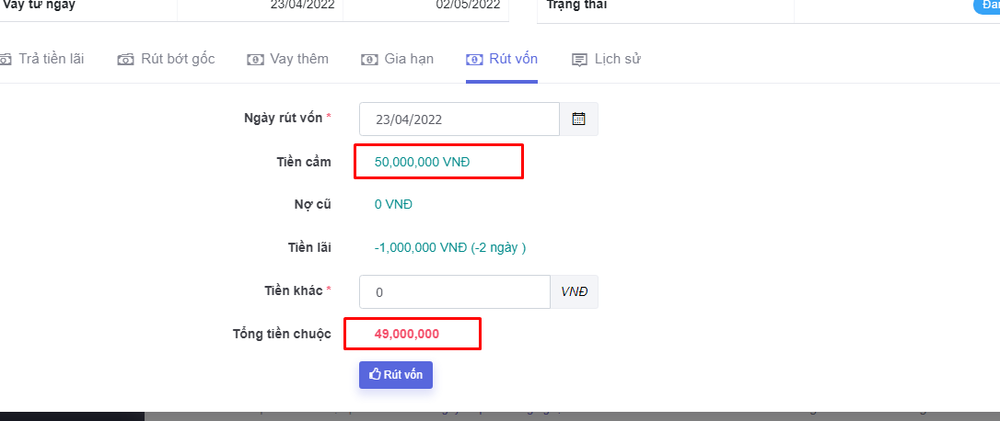 Vay từ ngày 23/04/2022 02/05/2022 Trạng thái
Trả tiền lãi Rút bớt gốc Vay thêm Gia hạn Rút vốn Lịch sử
Ngày rút vốn * 23/04/2022
Tiền cầm 50,000,000 VNĐ
Nợ cũ 0 VNĐ
Tiền lãi -1,000,000 VNĐ (-2 ngày )
Tiền khác * 0 VNĐ
Tổng tiền chuộc 49,000,000
Rút vốn